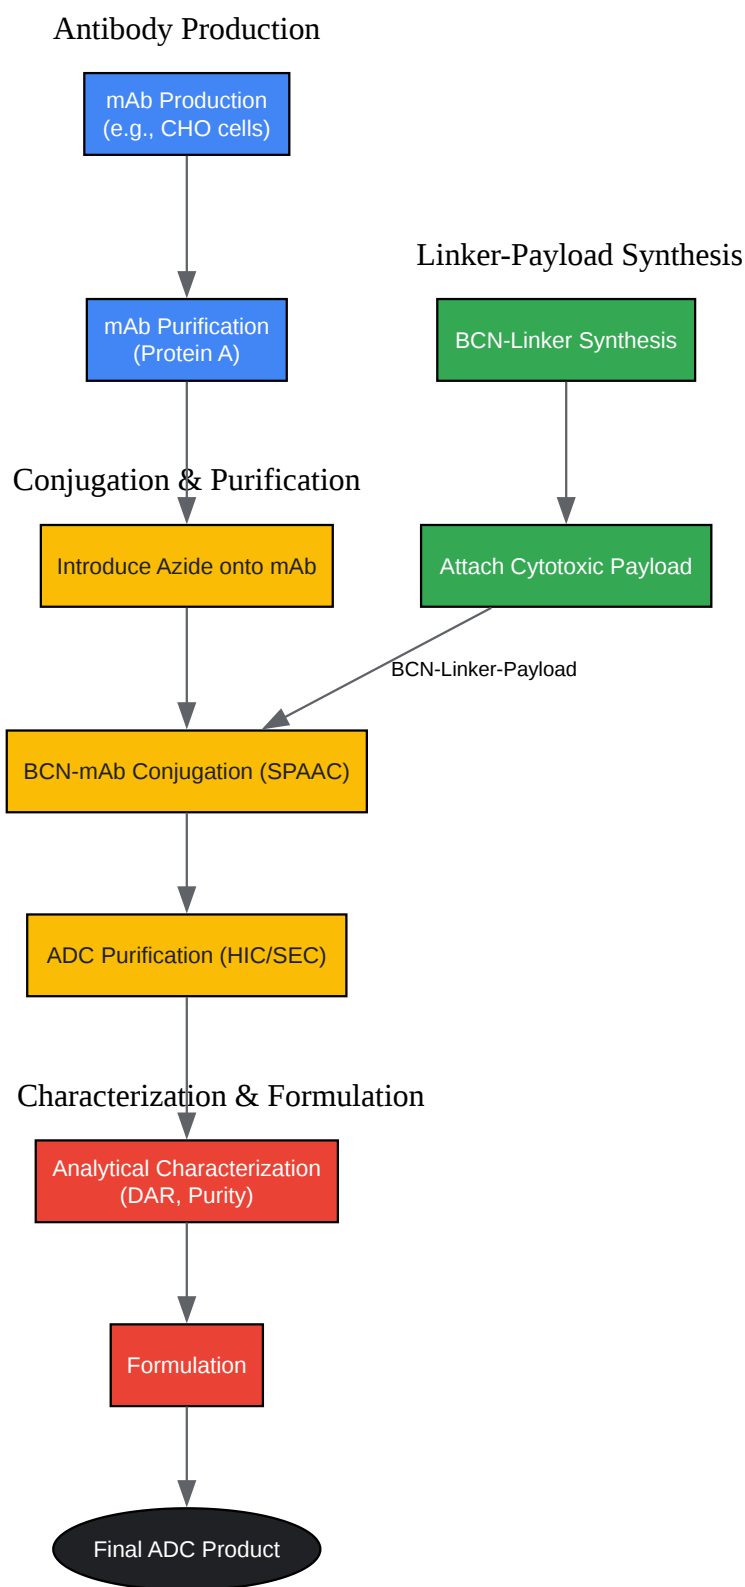 Antibody Production
mAb Production
(e.g., CHO cells)
Linker-Payload Synthesis
mAb Purification
(Protein A)
BCN-Linker Synthesis
Conjugation & Purification
Introduce Azide onto mAb
Attach Cytotoxic Payload
BCN-Linker-Payload
BCN-mAb Conjugation (SPAAC)
ADC Purification (HIC/SEC)
Characterization & Formulation
Analytical Characterization
(DAR, Purity)
Formulation
Final ADC Product